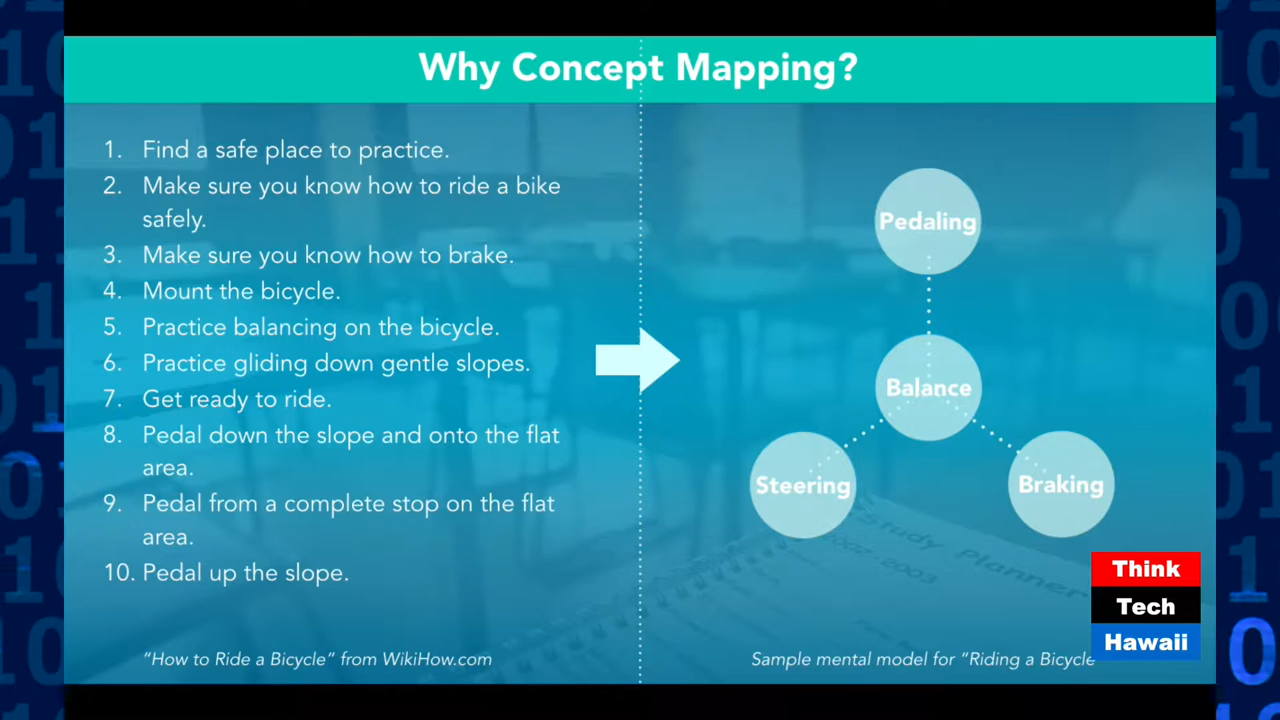 Why Concept Mapping?
1. Find a safe place to practice.
2. Make sure you know how to ride a bike
safely.
3. Make sure you know how to brake.
4. Mount the bicycle.
5. Practice balancing on the bicycle.
6. Practice gliding down gentle slopes.
7. Get ready to ride.
8. Pedal down the slope and onto the flat
area.
9. Pedal from a complete stop on the flat
area.
10. Pedal up the slope.
"How to Ride a Bicycle" from WikiHow.com
Pedaling
Balance
Steering
Braking
Study Planner
2002 - 2003
Sample mental model for "Riding a Bicycle
Think
Tech
Hawaii